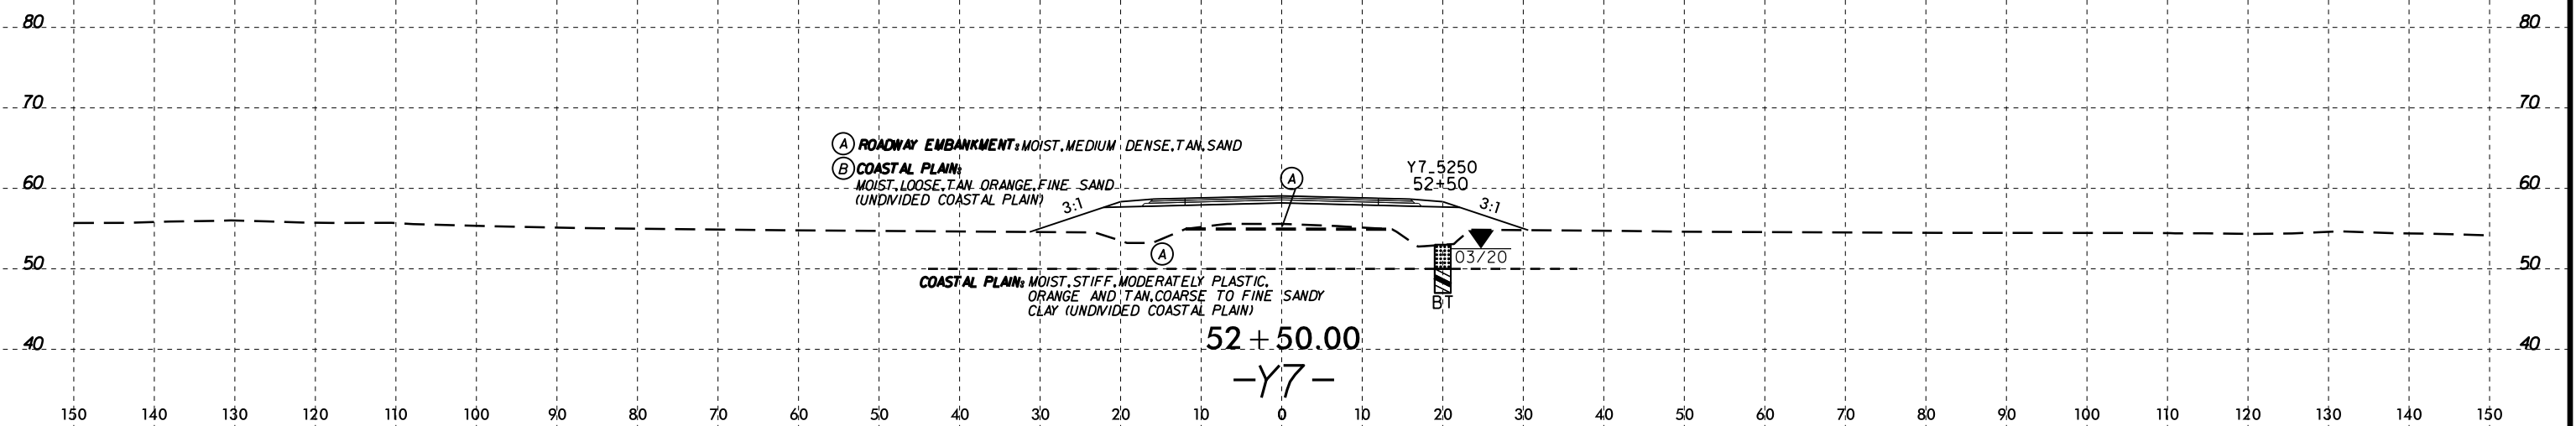 80 80
70 70
Ⓐ ROADWAY EMBANKMENT: MOIST, MEDIUM DENSE, TAN, SAND
Ⓑ COASTAL PLAIN:
MOIST, LOOSE, TAN ORANGE, FINE SAND
(UNDIVIDED COASTAL PLAIN)
Y7_5250
52+50
Ⓐ
60 60
3:1 3:1
Ⓐ
03/20
50 50
COASTAL PLAIN: MOIST, STIFF, MODERATELY PLASTIC,
ORANGE AND TAN, COARSE TO FINE SANDY
CLAY (UNDIVIDED COASTAL PLAIN)
BT
52+50.00
40 40
-Y7-
150 140 130 120 110 100 90 80 70 60 50 40 30 20 10 0 10 20 30 40 50 60 70 80 90 100 110 120 130 140 150